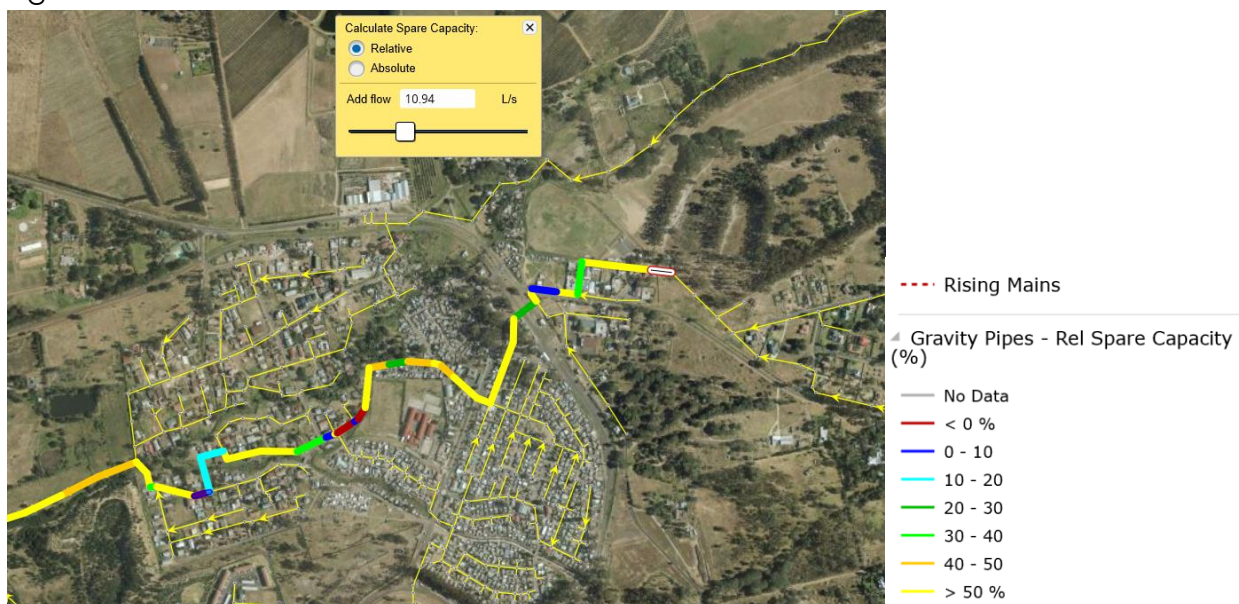 Calculate Spare Capacity:
Relative
Absolute
Add flow 10.94 L/s
Rising Mains
Gravity Pipes - Rel Spare Capacity
(%)
No Data
< 0 %
0 - 10
10 - 20
20 - 30
30 - 40
40 - 50
> 50 %